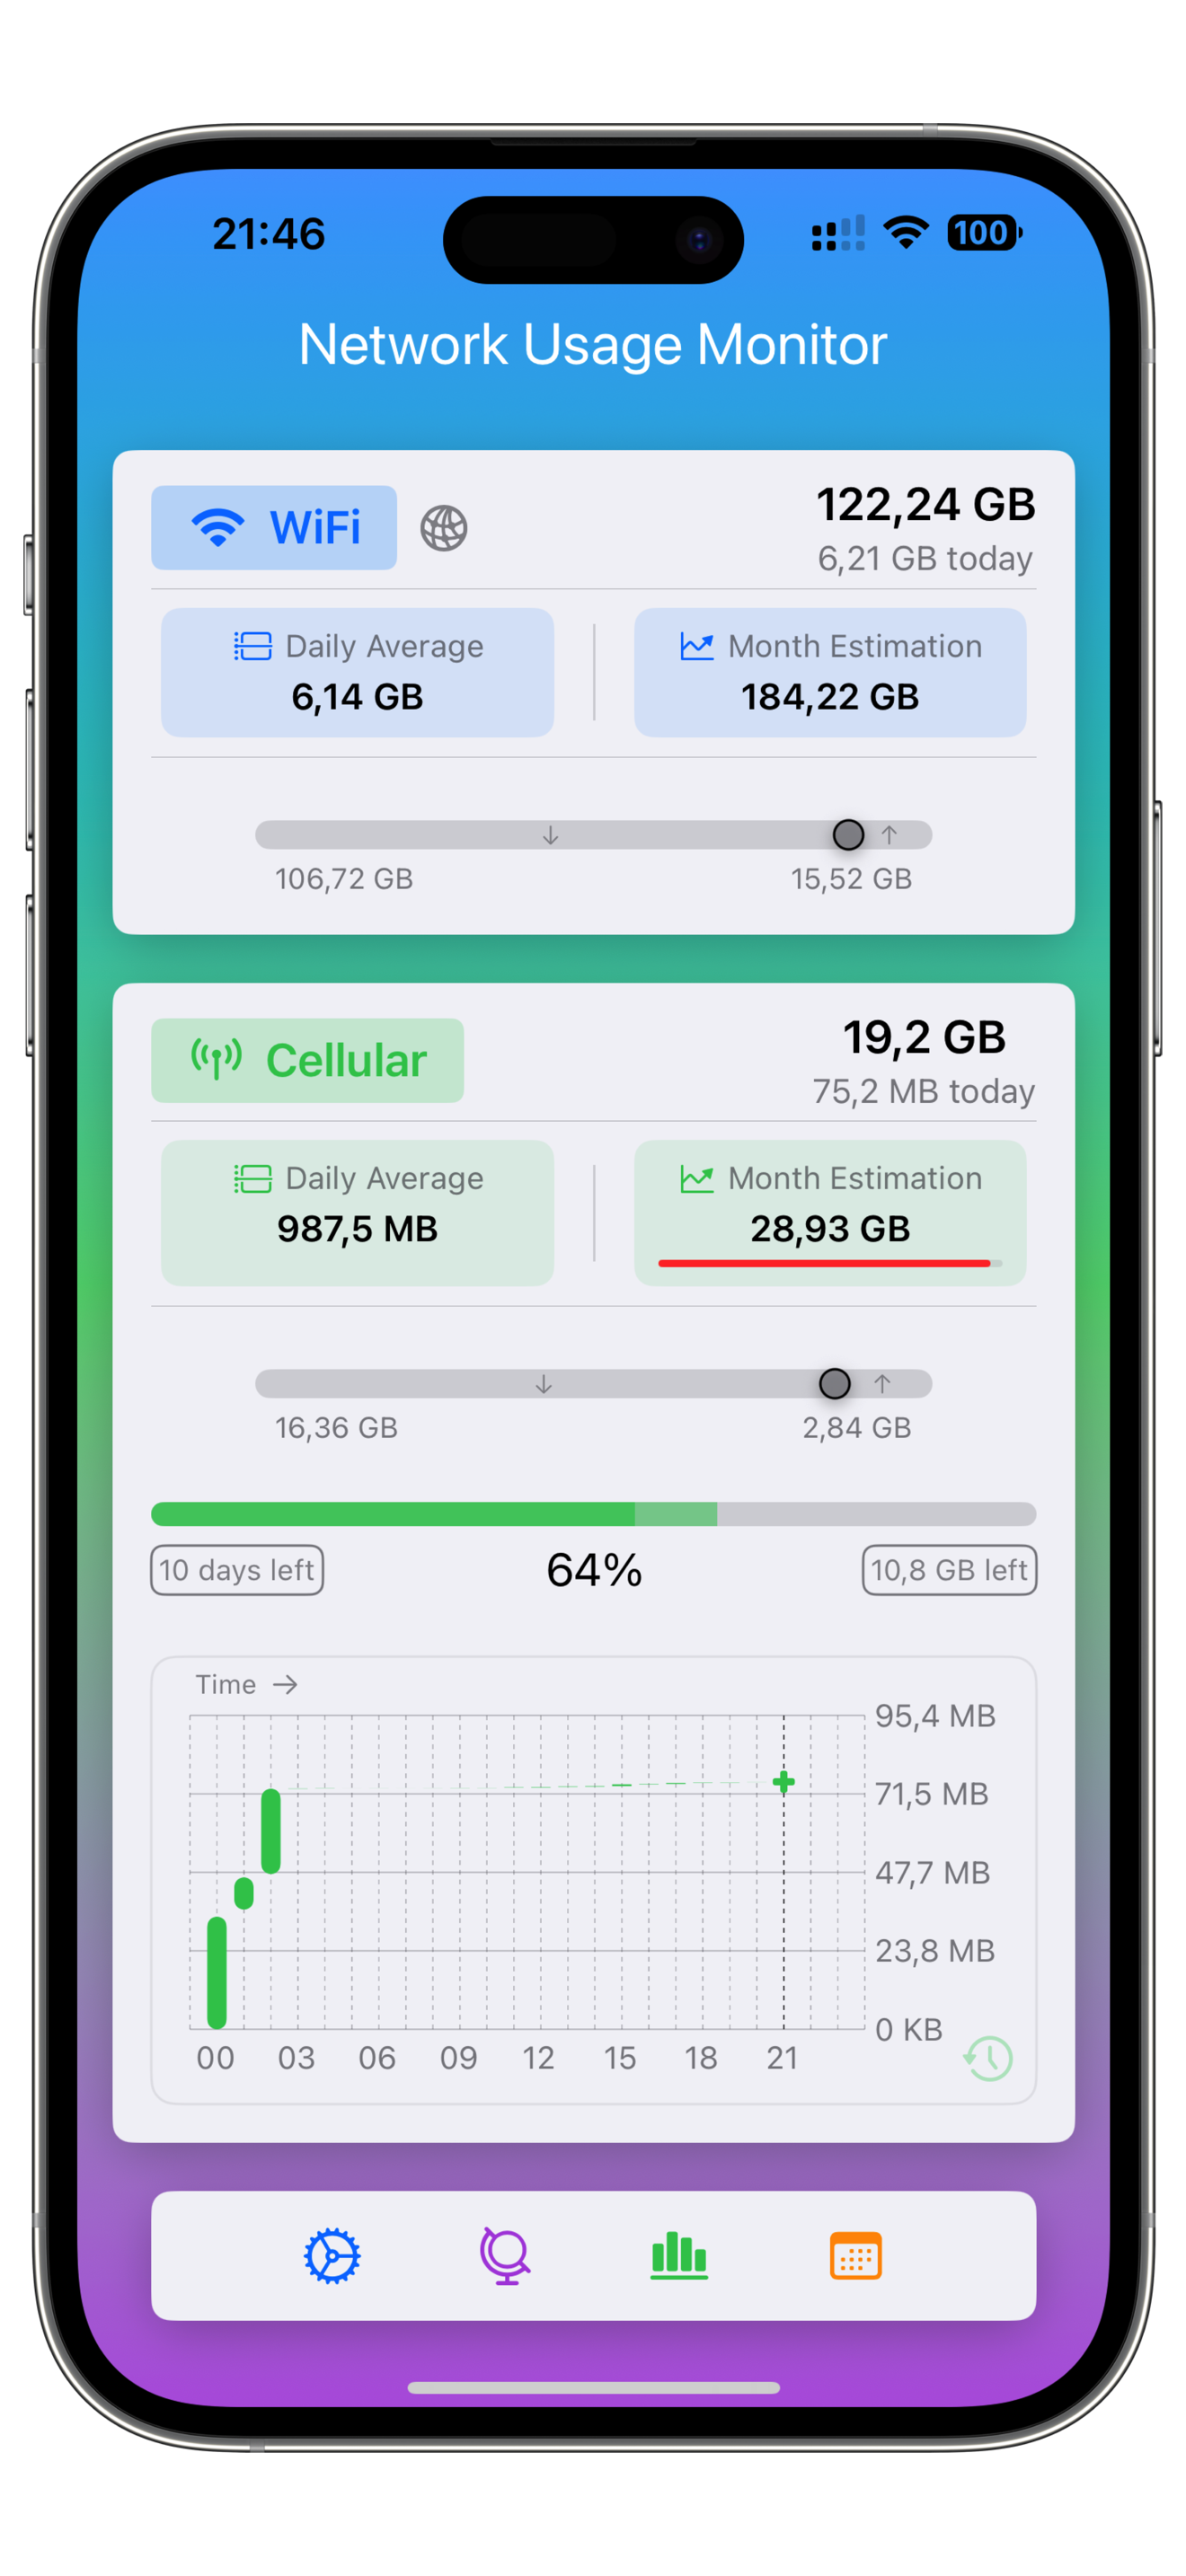 21:46
100
Network Usage Monitor
WiFi
122,24 GB
6,21 GB today
Daily Average
6,14 GB
Month Estimation
184,22 GB
↓ ↑
106,72 GB
15,52 GB
Cellular
19,2 GB
75,2 MB today
Daily Average
987,5 MB
Month Estimation
28,93 GB
↓ ↑
16,36 GB
2,84 GB
10 days left
64%
10,8 GB left
Time →
95,4 MB
71,5 MB
47,7 MB
23,8 MB
0 KB
00 03 06 09 12 15 18 21